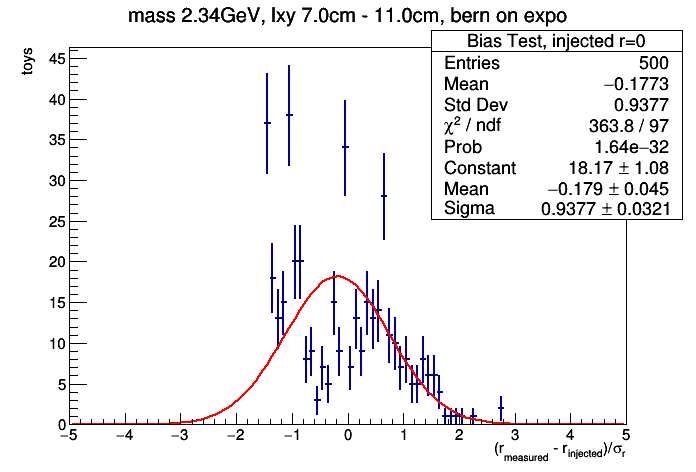 mass 2.34GeV, lxy 7.0cm - 11.0cm, bern on expo
Bias Test, injected r=0
Entries 500
Mean −0.1773
Std Dev 0.9377
χ² / ndf 363.8 / 97
Prob 1.64e−32
Constant 18.17 ± 1.08
Mean −0.179 ± 0.045
Sigma 0.9377 ± 0.0321
toys
45
40
35
30
25
20
15
10
5
0
−5 −4 −3 −2 −1 0 1 2 3 4 5
(r_measured - r_injected)/σ_r